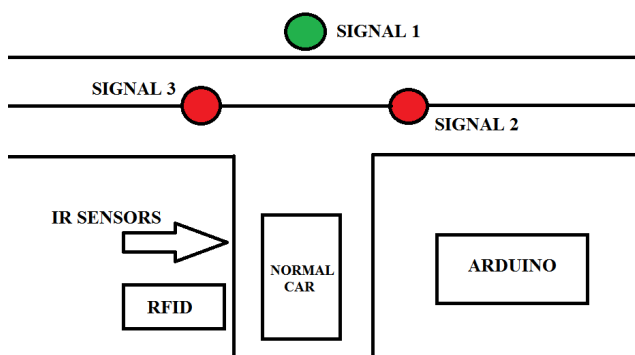 SIGNAL 1
SIGNAL 3
SIGNAL 2
IR SENSORS
NORMAL
CAR
ARDUINO
RFID